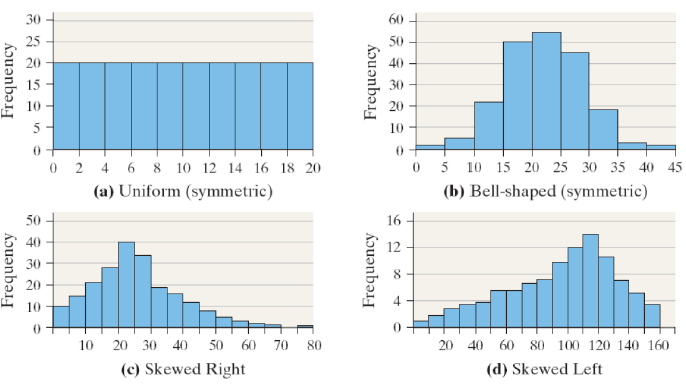 30
25
20
15
10
5
0
Frequency
0 2 4 6 8 10 12 14 16 18 20
(a) Uniform (symmetric)
60
50
40
30
20
10
0
Frequency
0 5 10 15 20 25 30 35 40 45
(b) Bell-shaped (symmetric)
50
40
30
20
10
0
Frequency
10 20 30 40 50 60 70 80
(c) Skewed Right
16
12
8
4
0
Frequency
20 40 60 80 100 120 140 160
(d) Skewed Left